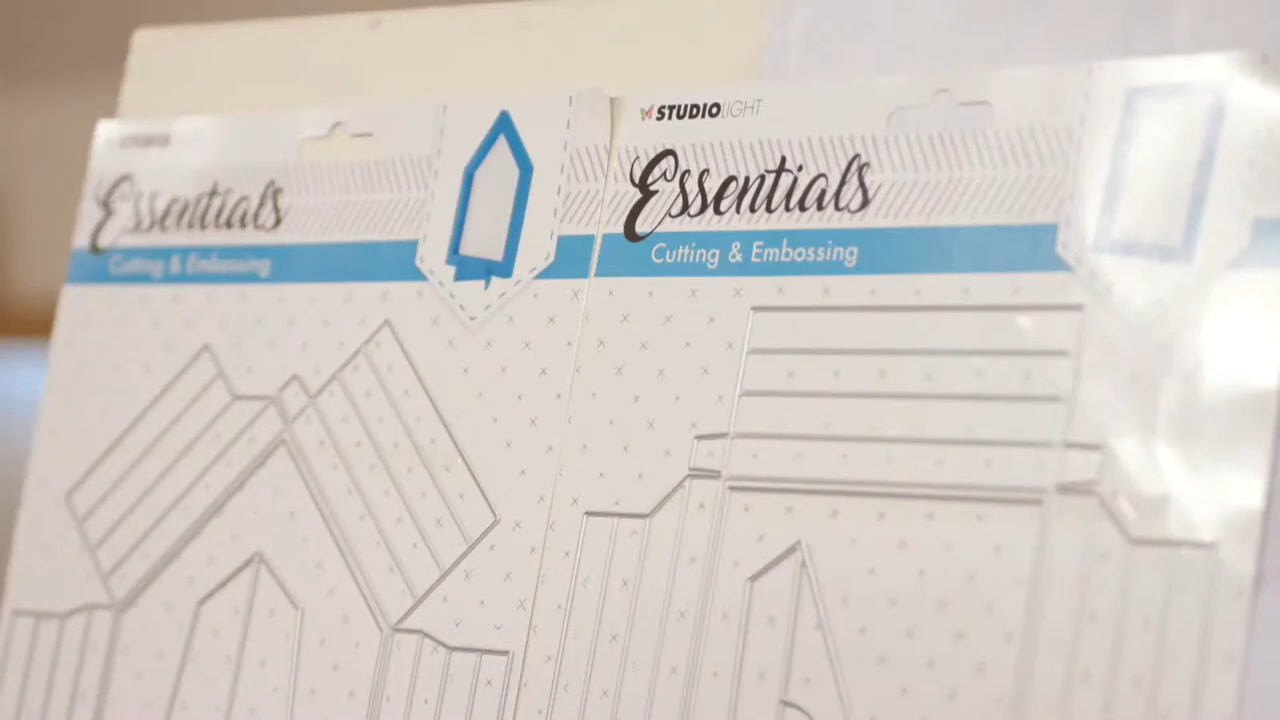 Essentials
Cutting & Embossing
STUDIOLIGHT
Essentials
Cutting & Embossing